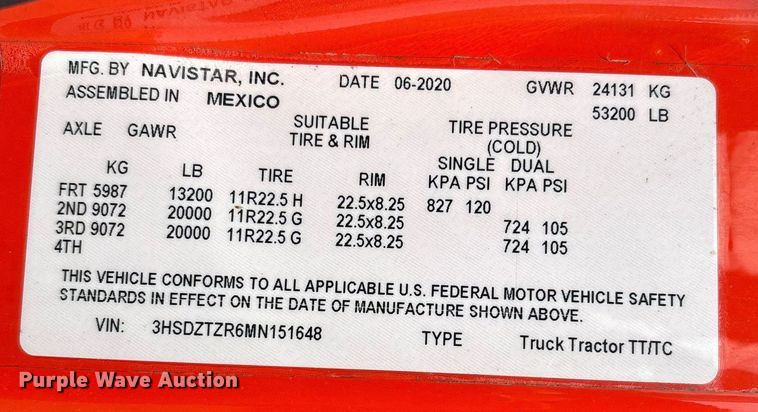 MFG. BY NAVISTAR, INC. DATE 06-2020 GVWR 24131 KG
ASSEMBLED IN MEXICO 53200 LB
AXLE GAWR SUITABLE TIRE PRESSURE
TIRE & RIM (COLD)
SINGLE DUAL
KG LB TIRE RIM KPA PSI KPA PSI
FRT 5987 13200 11R22.5 H 22.5x8.25 827 120
2ND 9072 20000 11R22.5 G 22.5x8.25 724 105
3RD 9072 20000 11R22.5 G 22.5x8.25 724 105
4TH
THIS VEHICLE CONFORMS TO ALL APPLICABLE U.S. FEDERAL MOTOR VEHICLE SAFETY
STANDARDS IN EFFECT ON THE DATE OF MANUFACTURE SHOWN ABOVE.
VIN: 3HSDZTZR6MN151648 TYPE Truck Tractor TT/TC
Purple Wave Auction